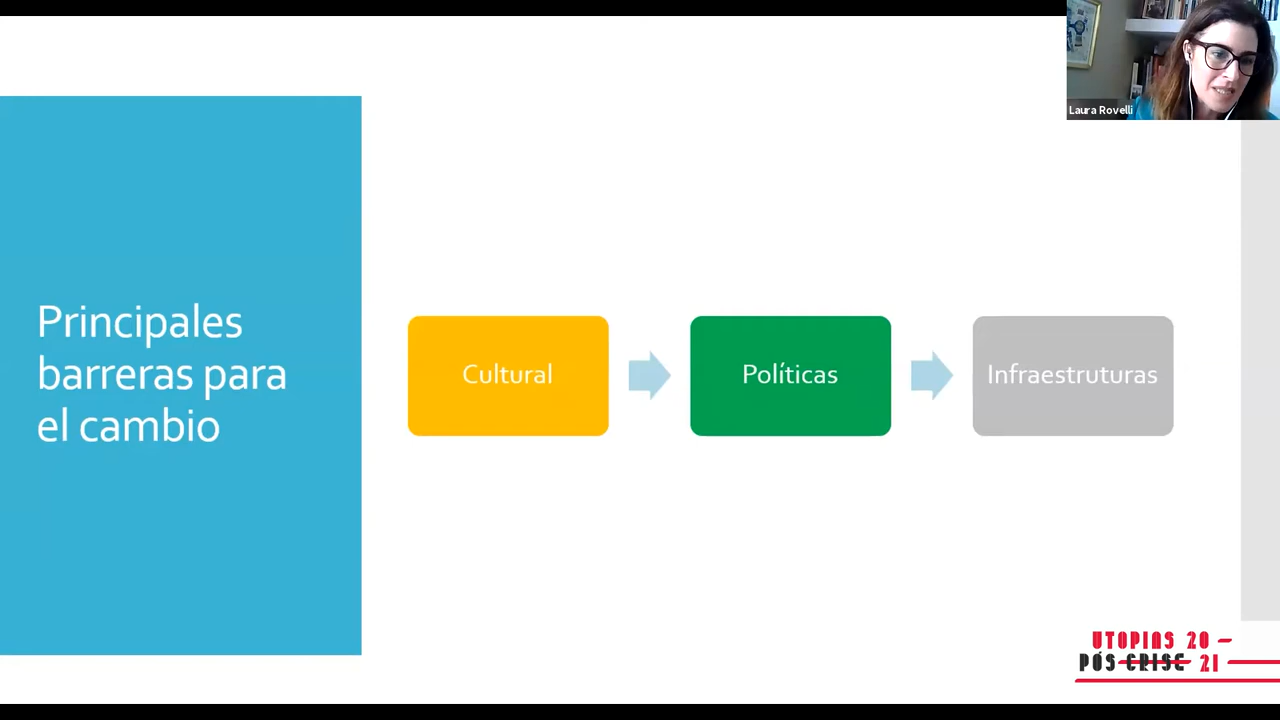 Laura Rovelli
Principales
barreras para
el cambio
Cultural
Políticas
Infraestruturas
UTOPIAS 20
PÓS CRISE 21